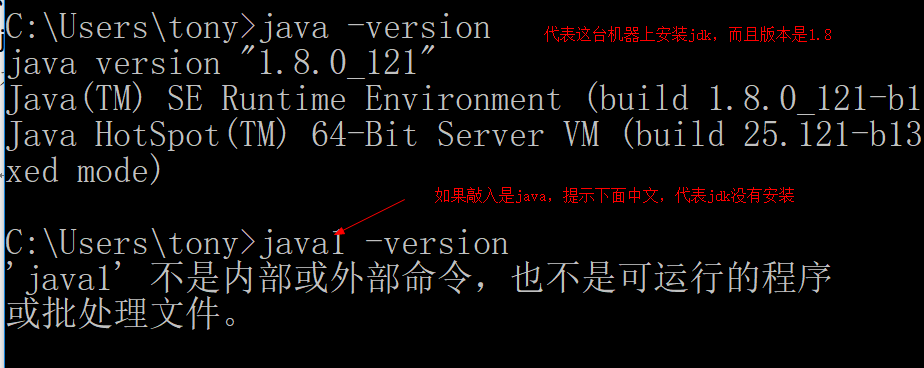 C:\Users\tony>java -version
代表这台机器上安装jdk，而且版本是1.8
java version "1.8.0_121"
Java(TM) SE Runtime Environment (build 1.8.0_121-b1
Java HotSpot(TM) 64-Bit Server VM (build 25.121-b13
xed mode)
如果敲入是java，提示下面中文，代表jdk没有安装
C:\Users\tony>java1 -version
'java1' 不是内部或外部命令，也不是可运行的程序
或批处理文件。